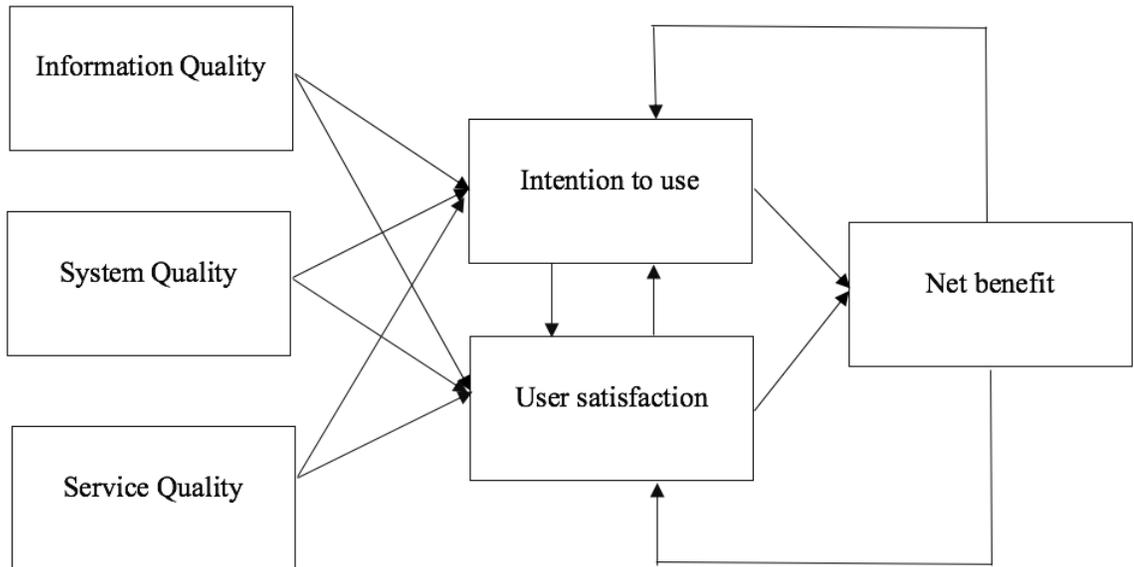 Information Quality
Intention to use
System Quality
Net benefit
User satisfaction
Service Quality